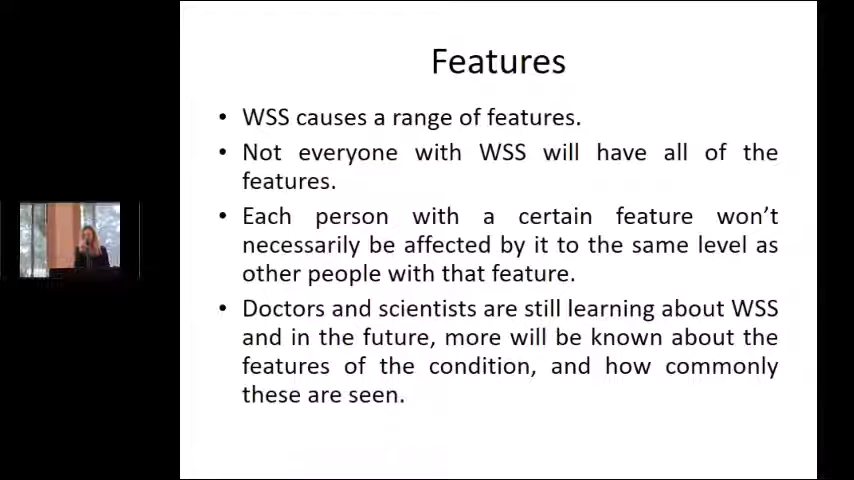 Features
• WSS causes a range of features.
• Not everyone with WSS will have all of the
features.
• Each person with a certain feature won't
necessarily be affected by it to the same level as
other people with that feature.
• Doctors and scientists are still learning about WSS
and in the future, more will be known about the
features of the condition, and how commonly
these are seen.